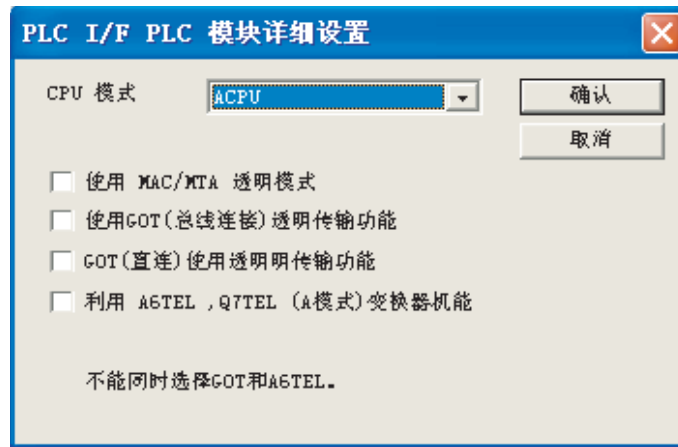 PLC I/F PLC 模块详细设置
CPU 模式
ACPU
确认
取消
使用 MAC/MTA 透明模式
使用GOT(总线连接)透明传输功能
GOT(直连)使用透明明传输功能
利用 A6TEL ,Q7TEL (A模式)变换器机能
不能同时选择GOT和A6TEL。